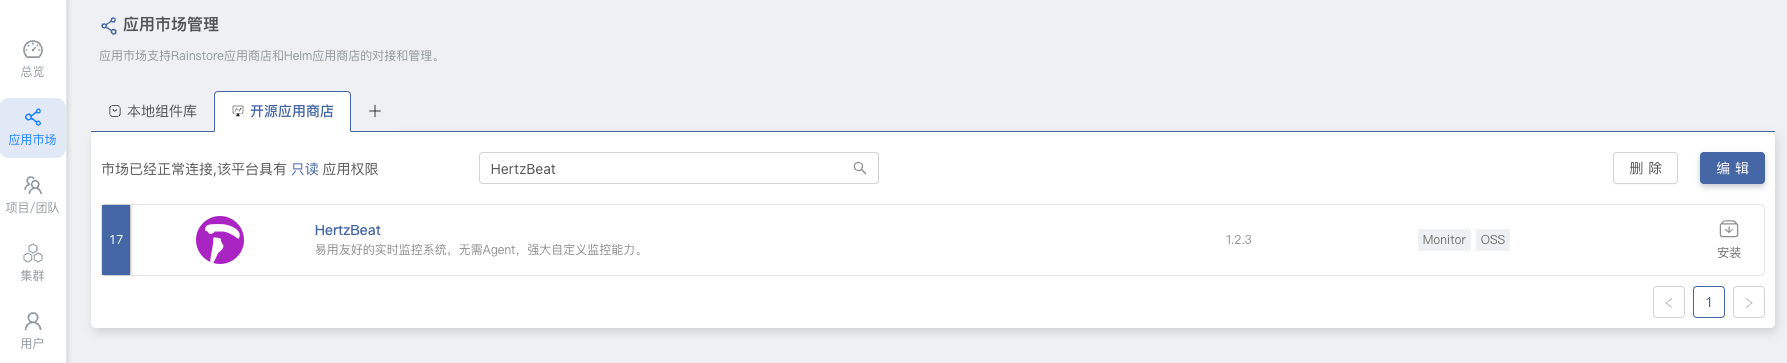 应用市场管理
应用市场支持Rainstore应用商店和Helm应用商店的对接和管理。
总览
应用市场
项目/团队
集群
用户
本地组件库
开源应用商店
市场已经正常连接,该平台具有 只读 应用权限
HertzBeat
删 除
编 辑
17
HertzBeat
易用友好的实时监控系统，无需Agent，强大自定义监控能力。
1.2.3
Monitor OSS
安装
1